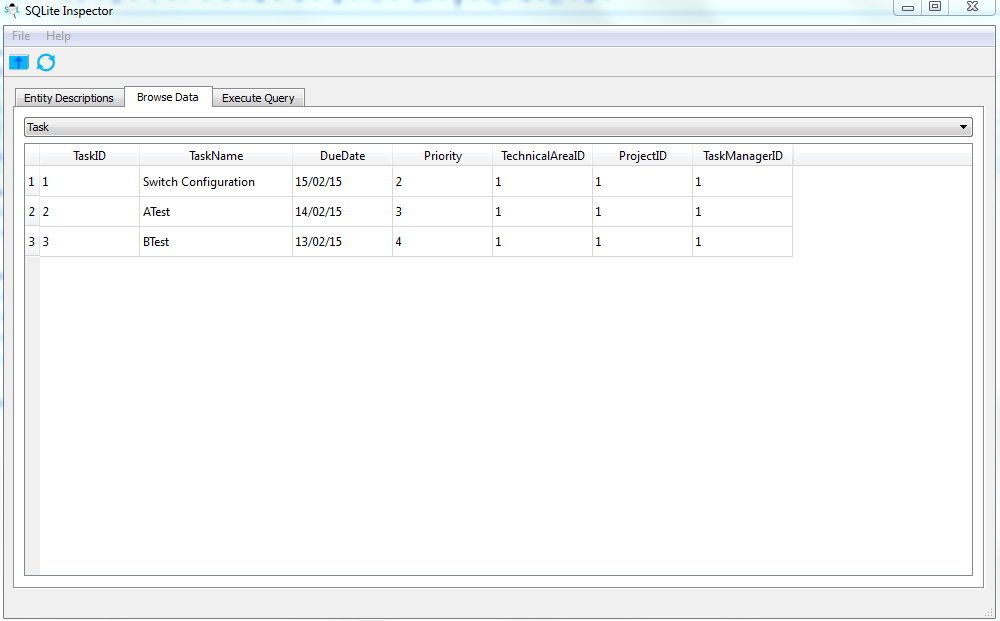 SQLite Inspector
File Help
Entity Descriptions Browse Data Execute Query
Task
TaskID TaskName DueDate Priority TechnicalAreaID ProjectID TaskManagerID
1 1 Switch Configuration 15/02/15 2 1 1 1
2 2 ATest 14/02/15 3 1 1 1
3 3 BTest 13/02/15 4 1 1 1